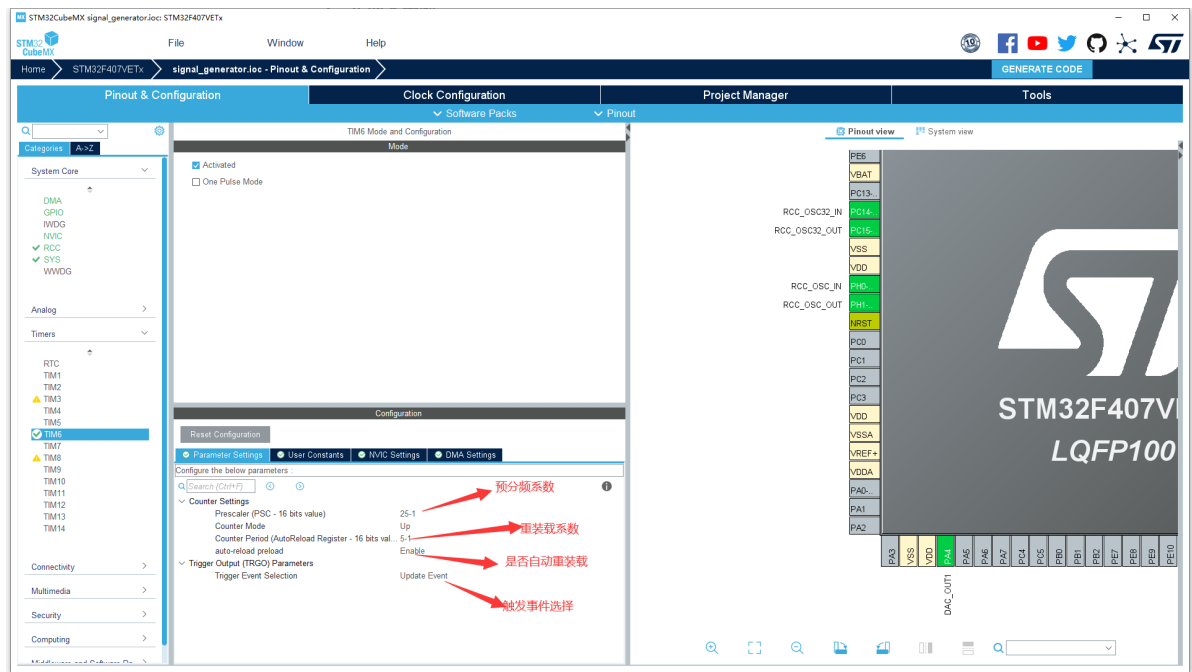 MX STM32CubeMX signal_generator.ioc: STM32F407VETx
STM32
CubeMX
File Window Help
10
Home STM32F407VETx signal_generator.ioc - Pinout & Configuration GENERATE CODE
Pinout & Configuration Clock Configuration Project Manager Tools
Software Packs Pinout
Categories A->Z
System Core
DMA
GPIO
IWDG
NVIC
RCC
SYS
WWDG
Analog
Timers
RTC
TIM1
TIM2
TIM3
TIM4
TIM5
TIM6
TIM7
TIM8
TIM9
TIM10
TIM11
TIM12
TIM13
TIM14
Connectivity
Multimedia
Security
Computing
TIM6 Mode and Configuration
Mode
Activated
One Pulse Mode
Configuration
Reset Configuration
Parameter Settings User Constants NVIC Settings DMA Settings
Configure the below parameters :
Search (Ctrl+F)
Counter Settings
Prescaler (PSC - 16 bits value) 25-1
Counter Mode Up
Counter Period (AutoReload Register - 16 bits val... 5-1
auto-reload preload Enable
Trigger Output (TRGO) Parameters
Trigger Event Selection Update Event
预分频系数
重装载系数
是否自动重装载
触发事件选择
Pinout view System view
PE6
VBAT
PC13-..
RCC_OSC32_IN PC14-..
RCC_OSC32_OUT PC15-..
VSS
VDD
RCC_OSC_IN PH0-..
RCC_OSC_OUT PH1-..
NRST
PC0
PC1
PC2
PC3
VDD
VSSA
VREF+
VDDA
PA0-..
PA1
PA2
PA3 VSS VDD PA4 PA5 PA6 PA7 PC4 PC5 PB0 PB1 PB2 PE7 PE8 PE9 PE10
DAC_OUT1
STM32F407V
LQFP100